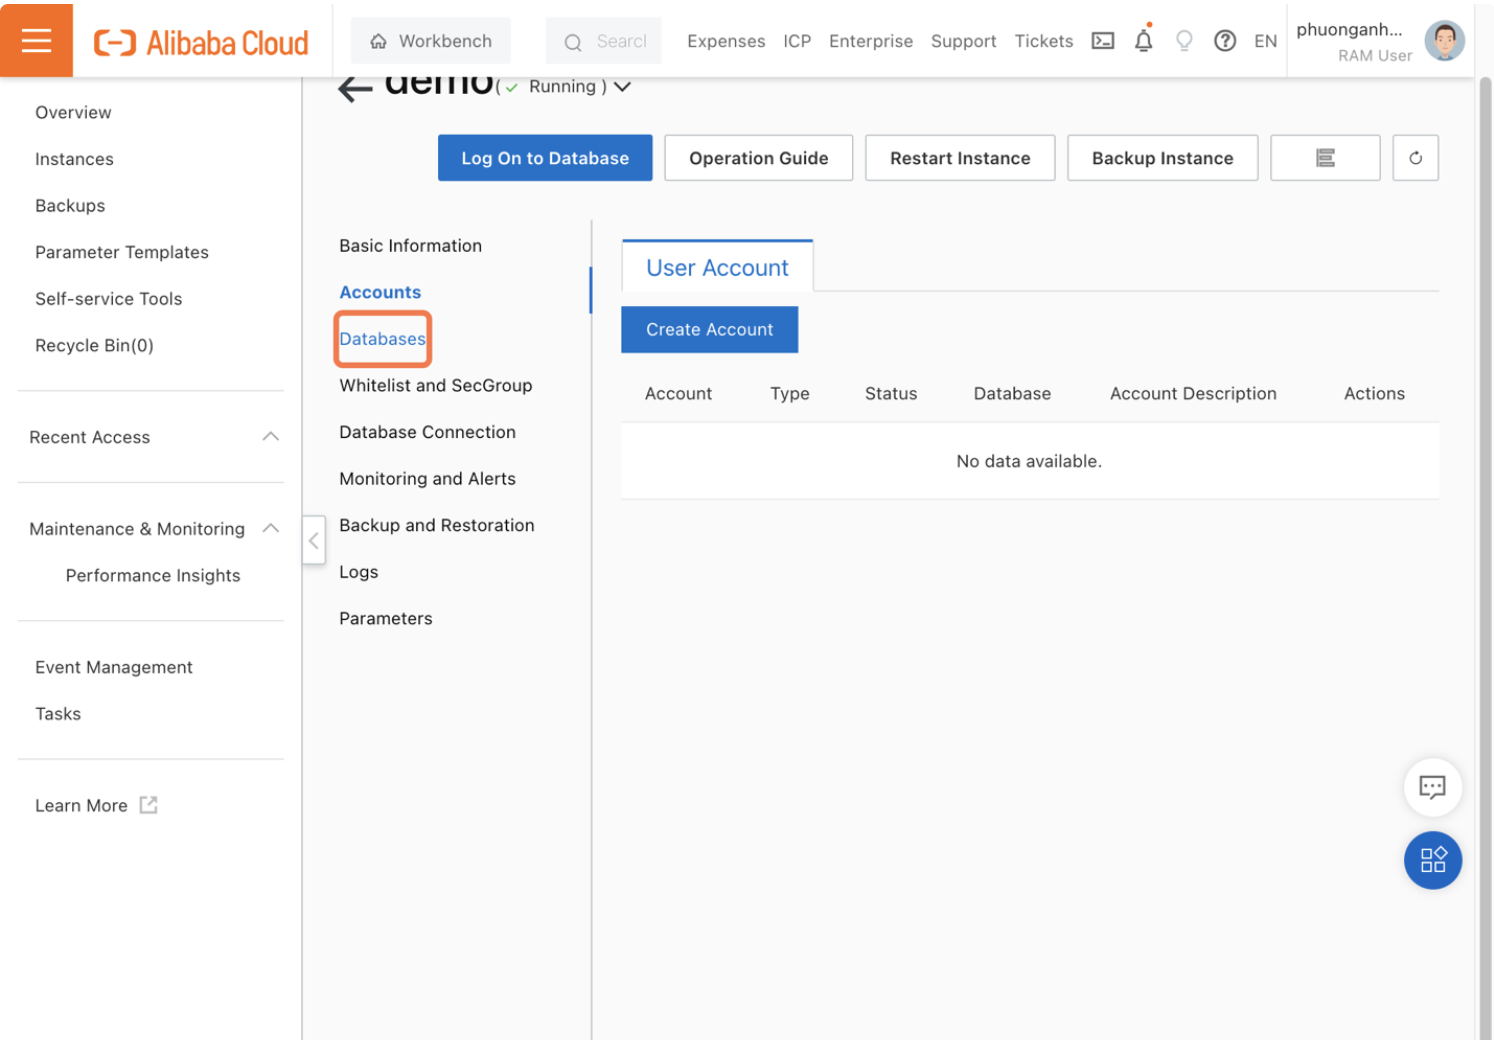 Alibaba Cloud
Workbench
Searcl
Expenses
ICP
Enterprise
Support
Tickets
EN
phuonganh...
RAM User
Overview
Instances
Backups
Parameter Templates
Self-service Tools
Recycle Bin(0)
Recent Access
Maintenance & Monitoring
Performance Insights
Event Management
Tasks
Learn More
demo ( Running )
Log On to Database
Operation Guide
Restart Instance
Backup Instance
Basic Information
Accounts
Databases
Whitelist and SecGroup
Database Connection
Monitoring and Alerts
Backup and Restoration
Logs
Parameters
User Account
Create Account
Account Type Status Database Account Description Actions
No data available.